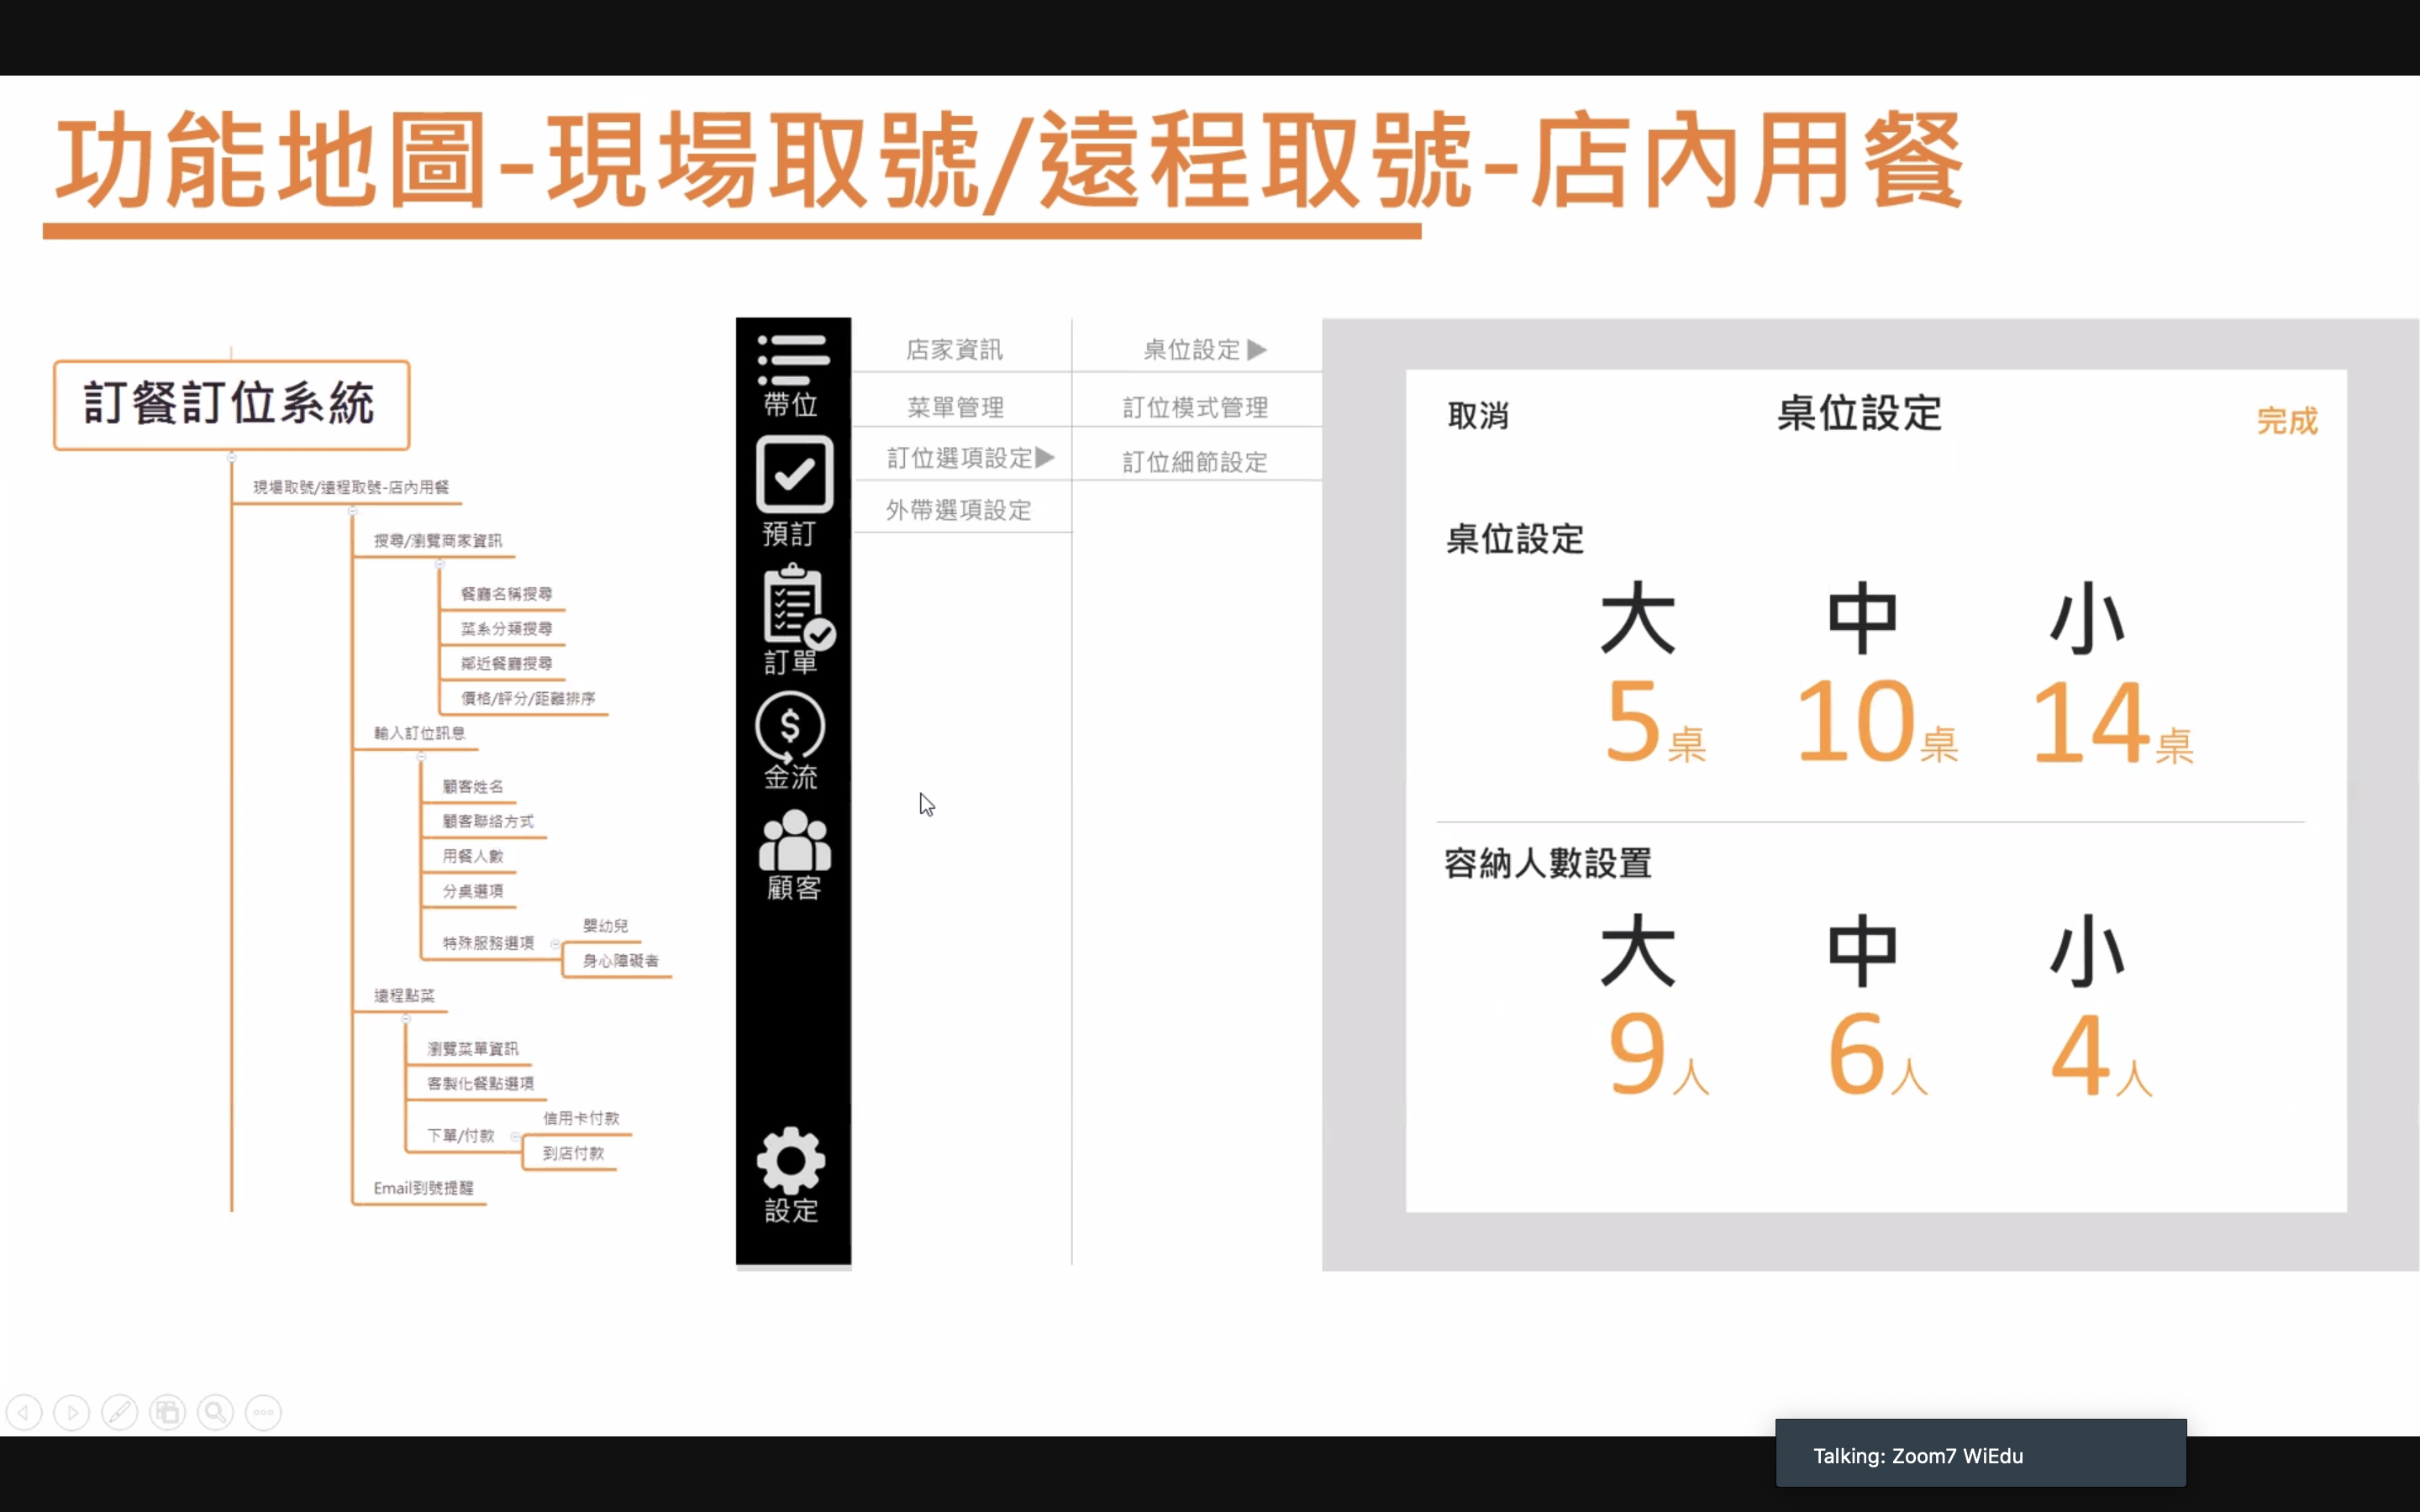 功能地圖-現場取號/遠程取號-店內用餐
訂餐訂位系統
現場取號/遠程取號-店內用餐
搜尋/瀏覽商家資訊
餐廳名稱搜尋
菜系分類搜尋
鄰近餐廳搜尋
價格/評分/距離排序
輸入訂位訊息
顧客姓名
顧客聯絡方式
用餐人數
分桌選項
特殊服務選項
嬰幼兒
身心障礙者
遠程點菜
瀏覽菜單資訊
客製化餐點選項
下單/付款
信用卡付款
到店付款
Email到號提醒
帶位
預訂
訂單
金流
顧客
設定
店家資訊
菜單管理
訂位選項設定▶
外帶選項設定
桌位設定▶
訂位模式管理
訂位細節設定
取消 桌位設定 完成
桌位設定
大 中 小
5桌 10桌 14桌
容納人數設置
大 中 小
9人 6人 4人
Talking: Zoom7 WiEdu